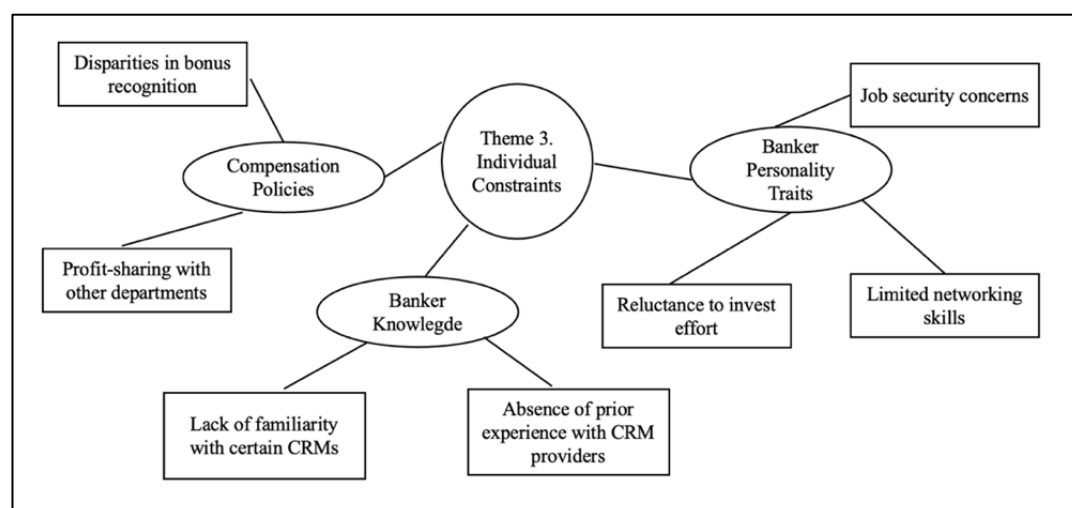 Disparities in bonus
recognition
Compensation
Policies
Profit-sharing with
other departments
Theme 3.
Individual
Constraints
Banker
Knowlegde
Lack of familiarity
with certain CRMs
Absence of prior
experience with CRM
providers
Job security concerns
Banker
Personality
Traits
Reluctance to invest
effort
Limited networking
skills